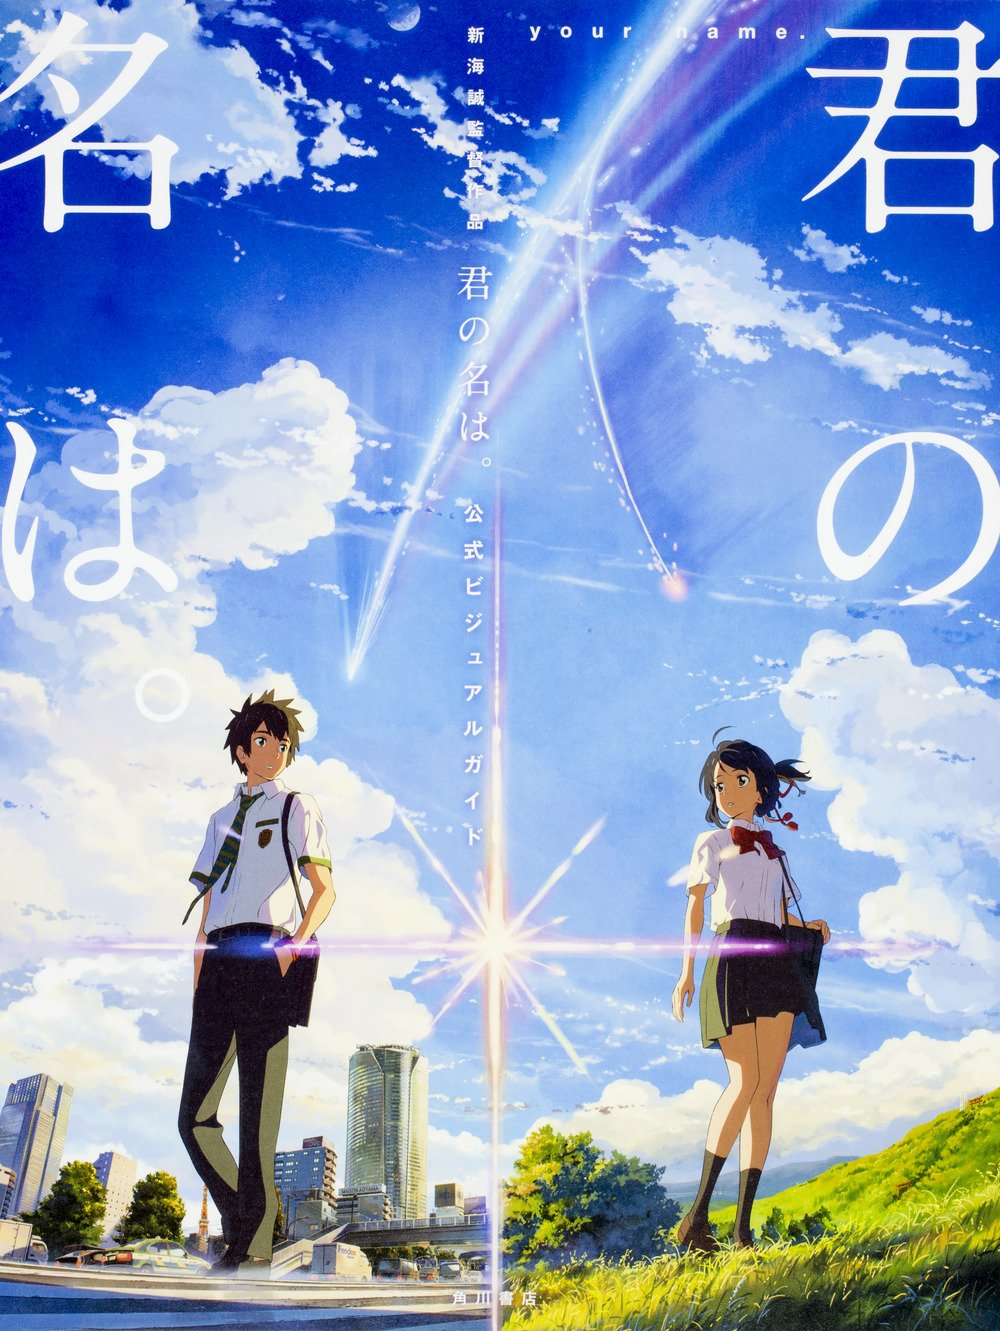 your name.
君の
名は。
新海誠監督作品
君の名は。
公式ビジュアルガイド
角川書店